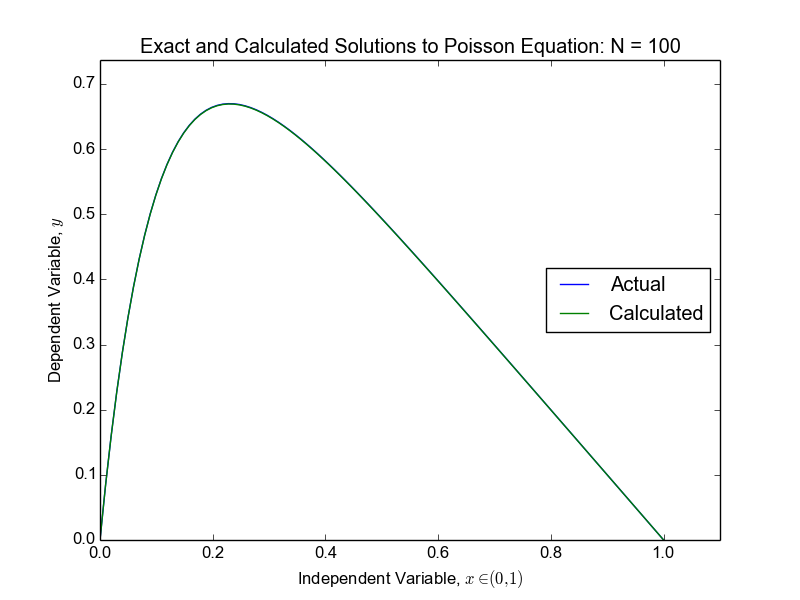 Exact and Calculated Solutions to Poisson Equation: N = 100
0.7
0.6
0.5
0.4
0.3
0.2
0.1
0.0
Dependent Variable, y
Actual
Calculated
0.0 0.2 0.4 0.6 0.8 1.0
Independent Variable, x ∈(0,1)